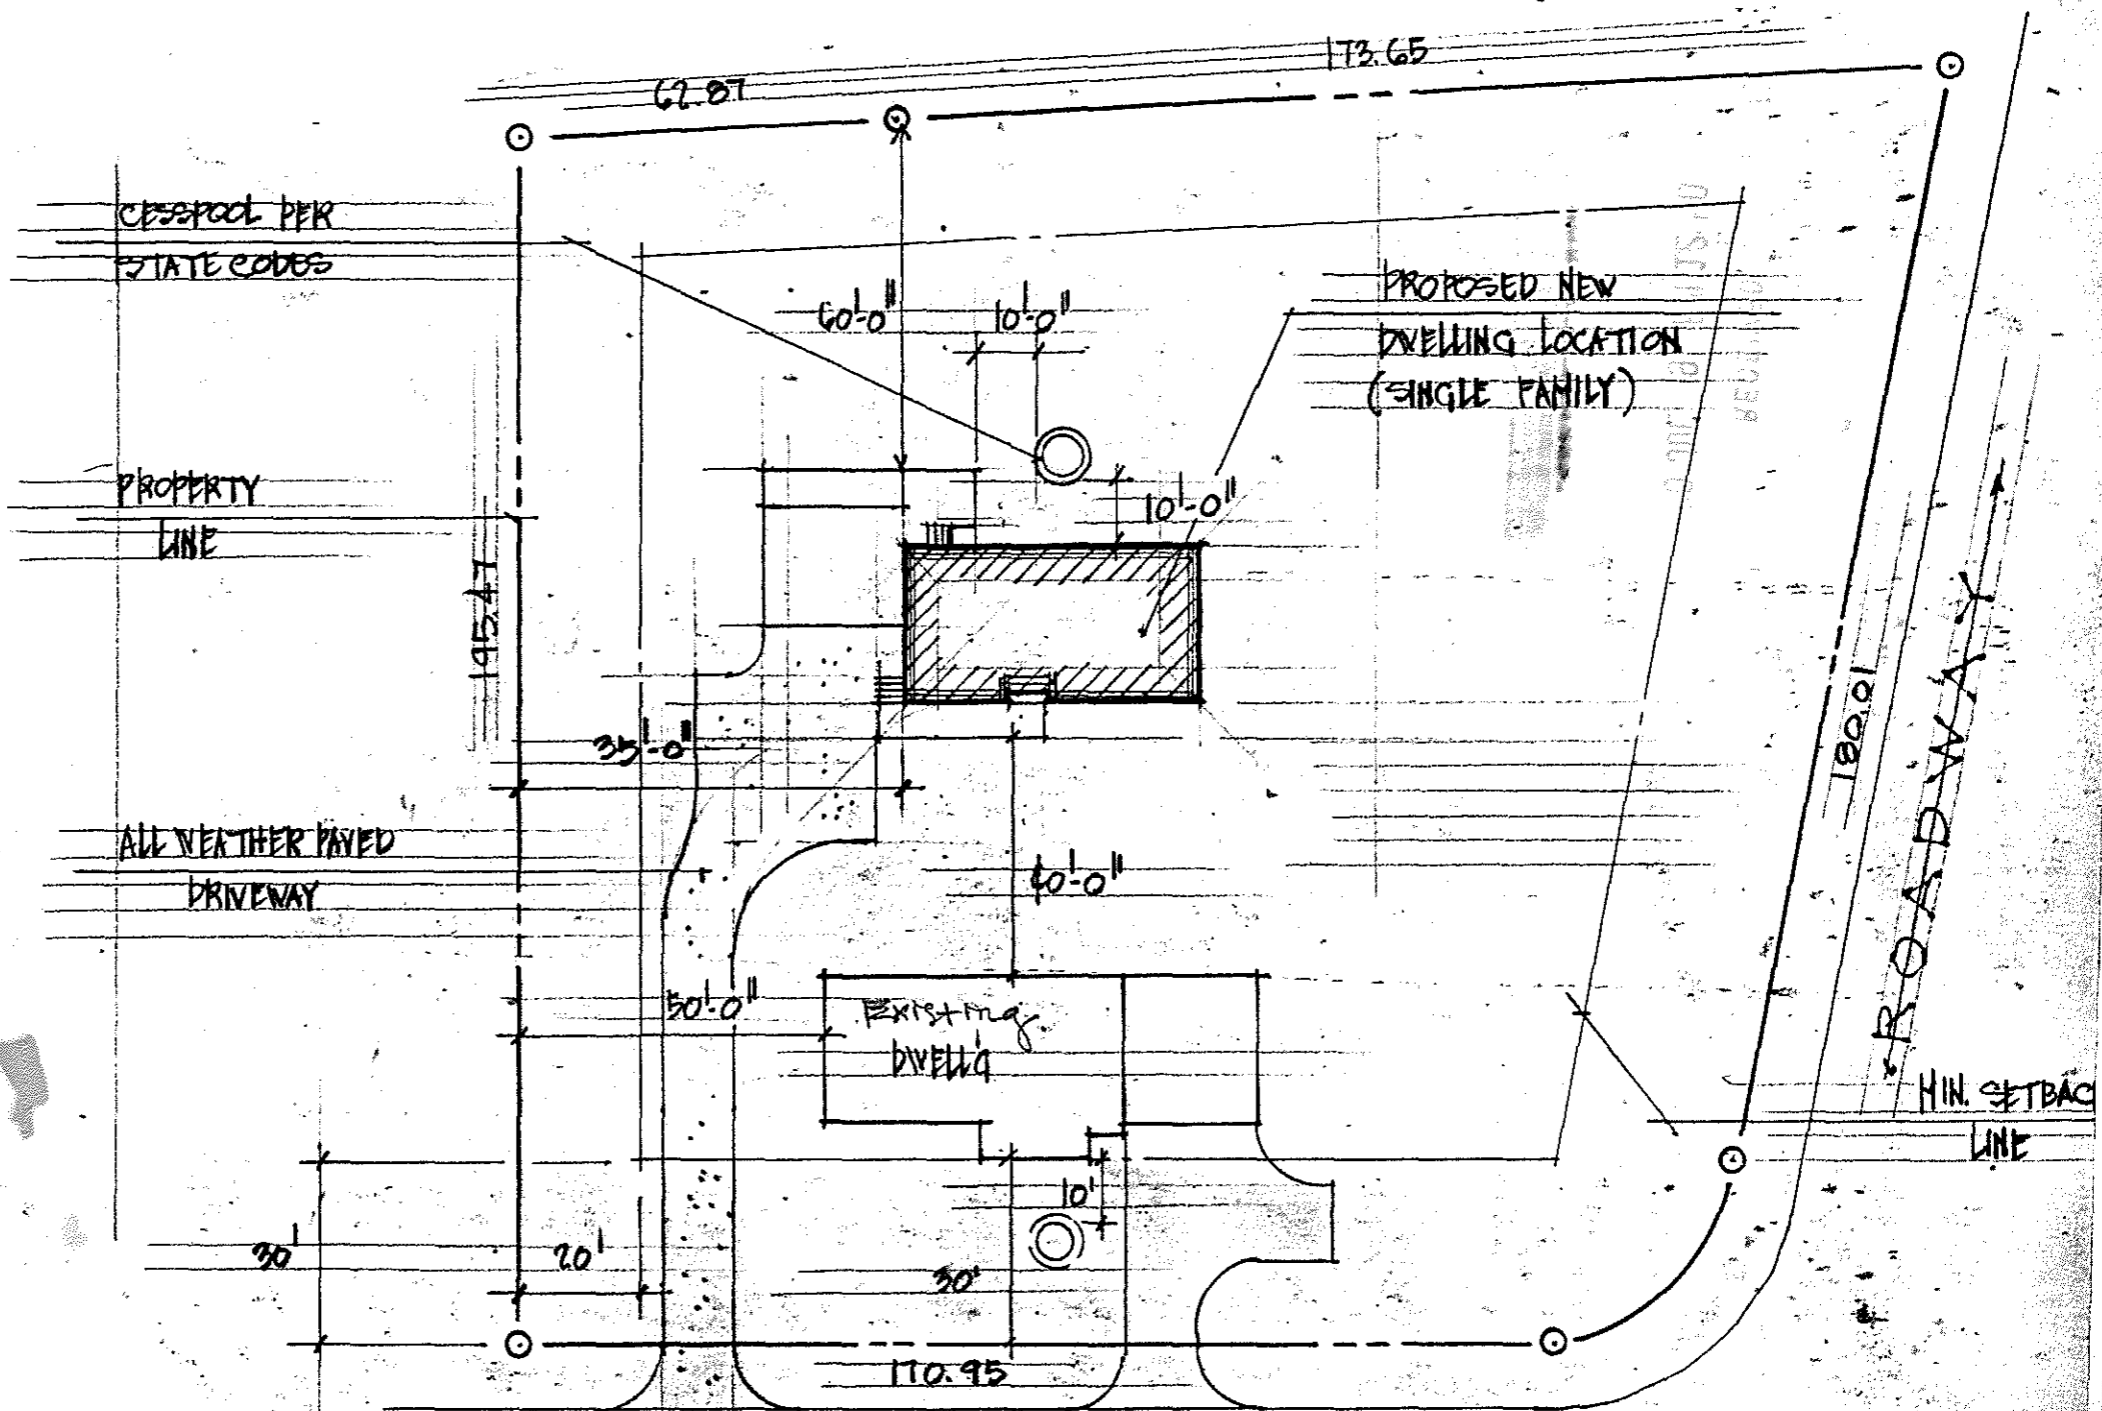 62.87
173.65
CESSPOOL PER
STATE CODES
60'-0"
10'-0"
PROPOSED NEW
DWELLING LOCATION
(SINGLE FAMILY)
PROPERTY
LINE
10'-0"
195.47
35'-0"
180.01
ROADWAY
ALL WEATHER PAVED
DRIVEWAY
40'-0"
50'-0"
Existing
DWELL'G
MIN. SETBAC
LINE
10'
30'
20'
30'
170.95